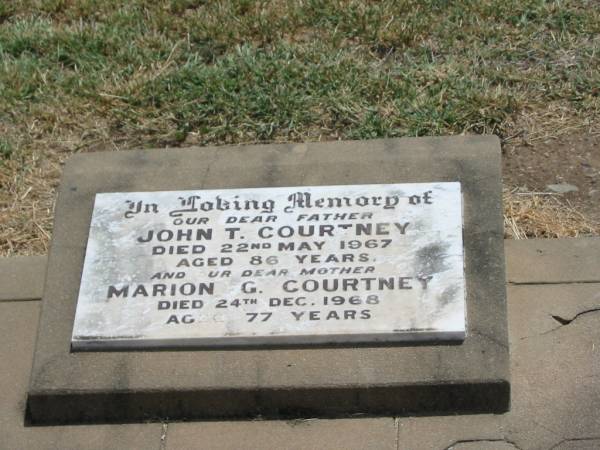 In Loving Memory of
OUR DEAR FATHER
JOHN T. COURTNEY
DIED 22ND MAY 1967
AGED 86 YEARS.
AND UR DEAR MOTHER
MARION G. COURTNEY
DIED 24TH DEC. 1968
77 YEARS